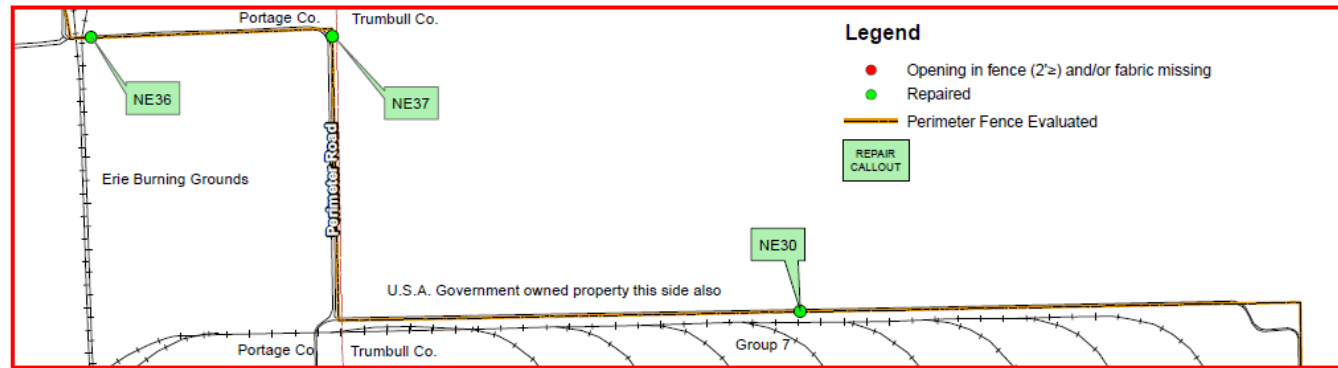 Portage Co.
Trumbull Co.
Legend
Opening in fence (2'≥) and/or fabric missing
Repaired
Perimeter Fence Evaluated
REPAIR
CALLOUT
NE36
NE37
Erie Burning Grounds
Perimeter Road
NE30
U.S.A. Government owned property this side also
Portage Co.
Trumbull Co.
Group 7